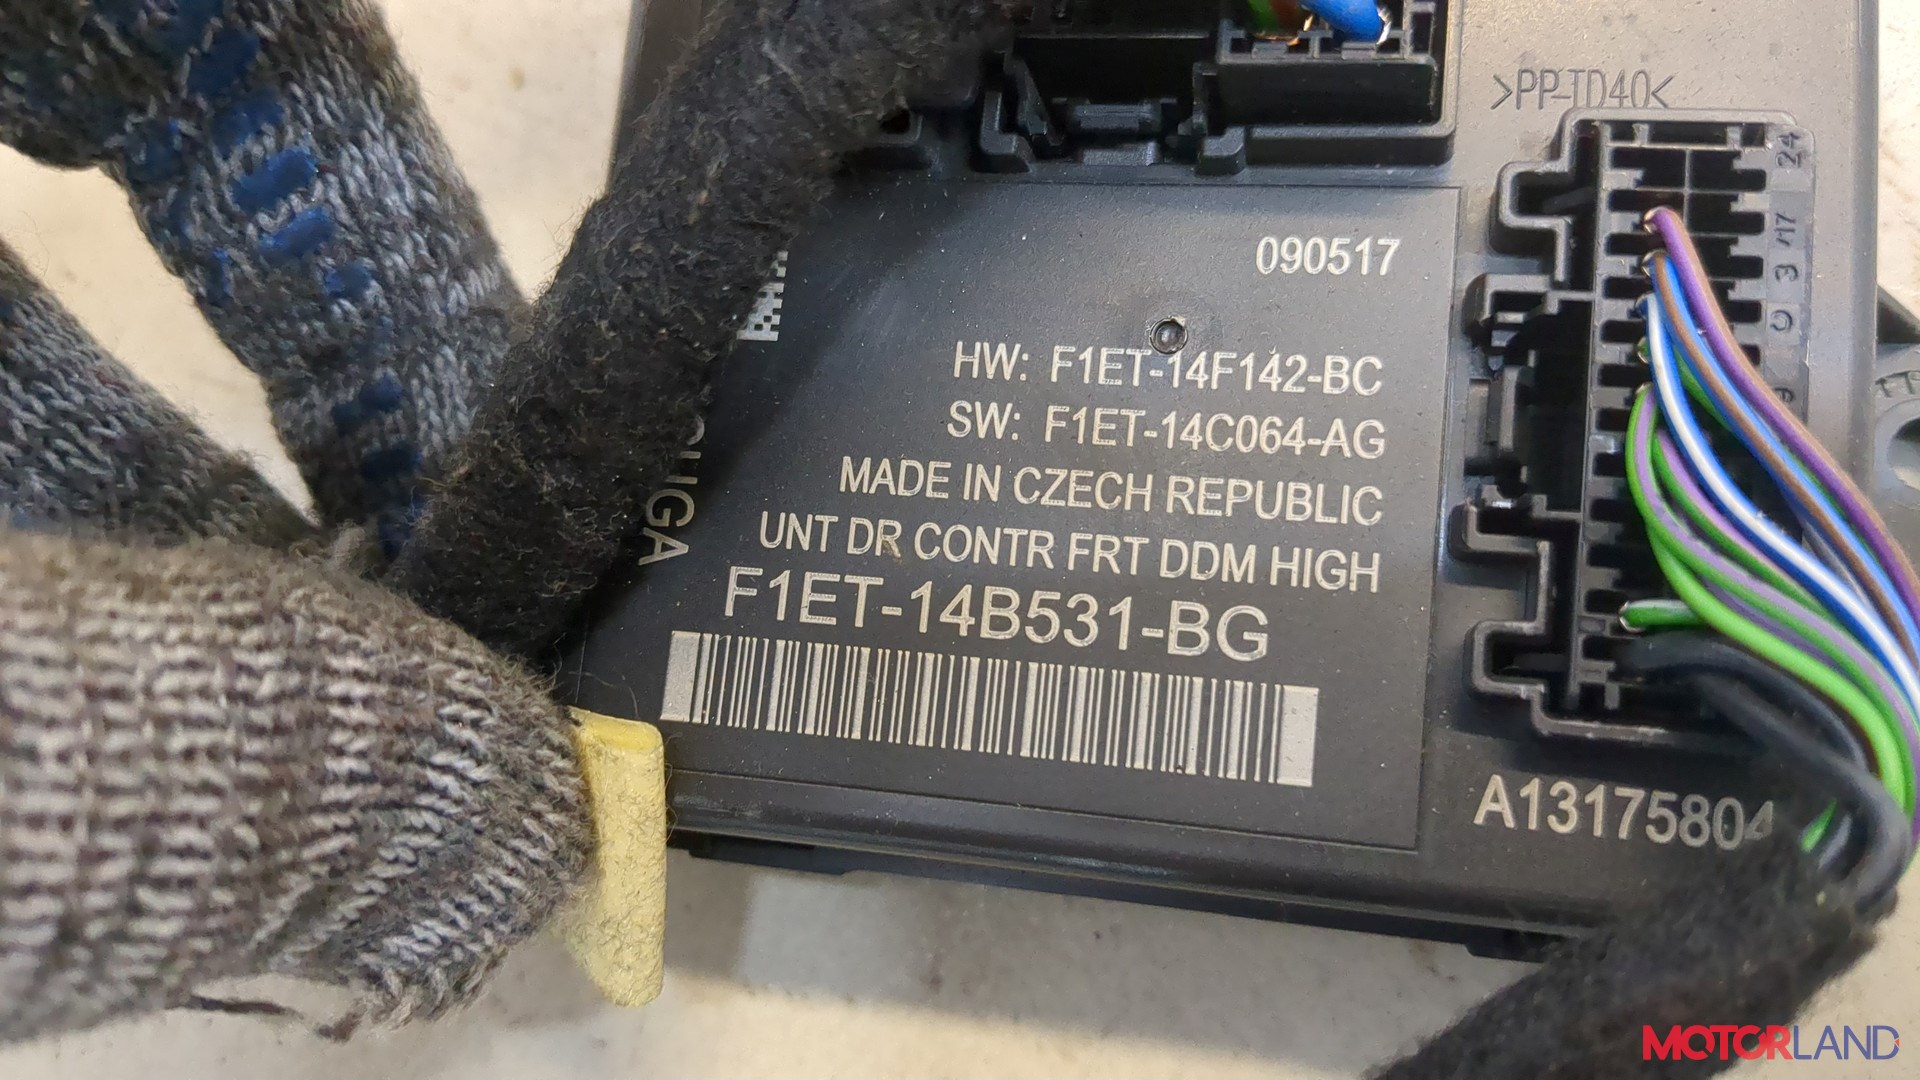 >PP-TD40<
24
17
3
090517
HW: F1ET-14F142-BC
SW: F1ET-14C064-AG
MADE IN CZECH REPUBLIC
UNT DR CONTR FRT DDM HIGH
F1ET-14B531-BG
A13175804
MOTORLAND